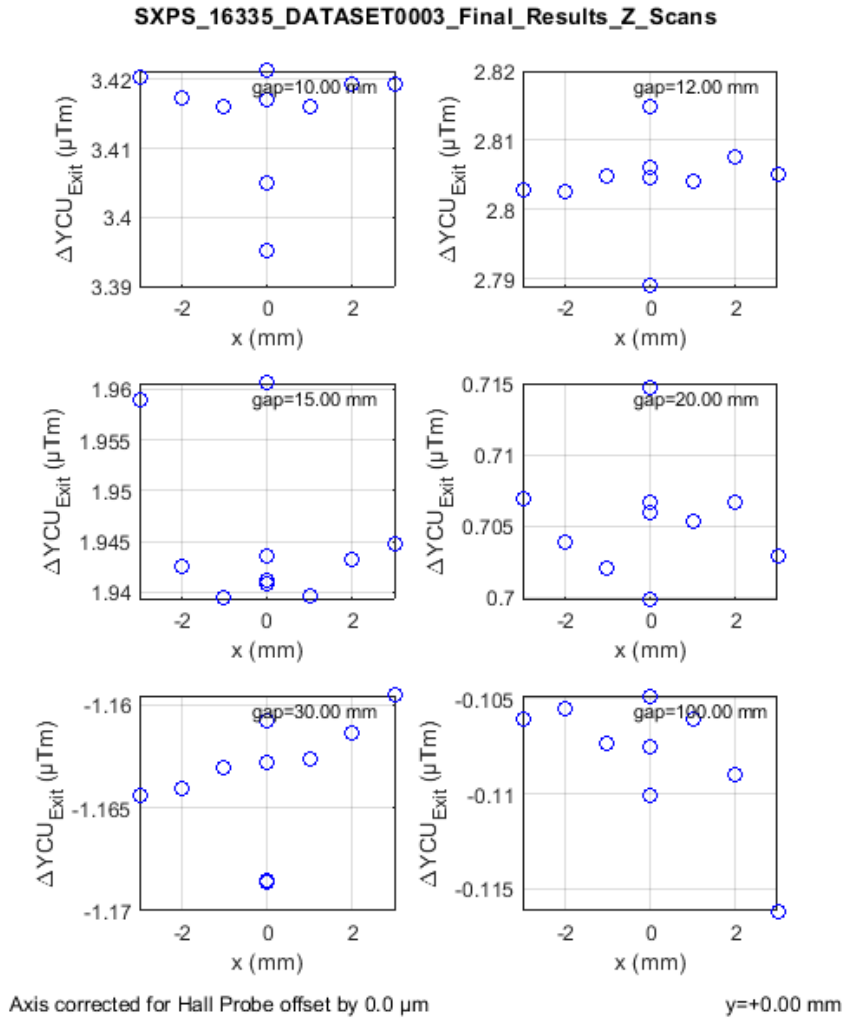 SXPS_16335_DATASET0003_Final_Results_Z_Scans
gap=10.00 mm
3.42
3.41
3.4
3.39
ΔYCU_Exit (μTm)
-2 0 2
x (mm)
gap=12.00 mm
2.82
2.81
2.8
2.79
ΔYCU_Exit (μTm)
-2 0 2
x (mm)
gap=15.00 mm
1.96
1.955
1.95
1.945
1.94
ΔYCU_Exit (μTm)
-2 0 2
x (mm)
gap=20.00 mm
0.715
0.71
0.705
0.7
ΔYCU_Exit (μTm)
-2 0 2
x (mm)
gap=30.00 mm
-1.16
-1.165
-1.17
ΔYCU_Exit (μTm)
-2 0 2
x (mm)
gap=100.00 mm
-0.105
-0.11
-0.115
ΔYCU_Exit (μTm)
-2 0 2
x (mm)
Axis corrected for Hall Probe offset by 0.0 μm
y=+0.00 mm